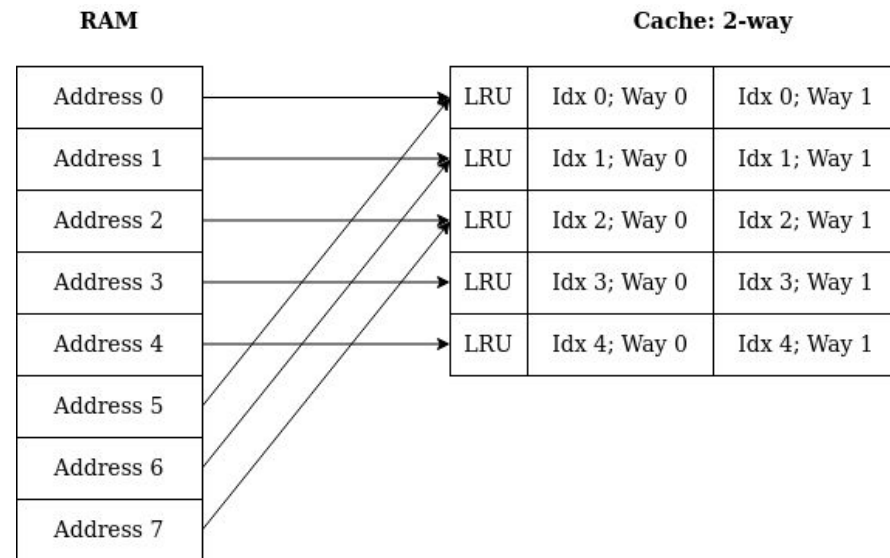 RAM
Cache: 2-way
Address 0
LRU
Idx 0; Way 0
Idx 0; Way 1
Address 1
LRU
Idx 1; Way 0
Idx 1; Way 1
Address 2
LRU
Idx 2; Way 0
Idx 2; Way 1
Address 3
LRU
Idx 3; Way 0
Idx 3; Way 1
Address 4
LRU
Idx 4; Way 0
Idx 4; Way 1
Address 5
Address 6
Address 7